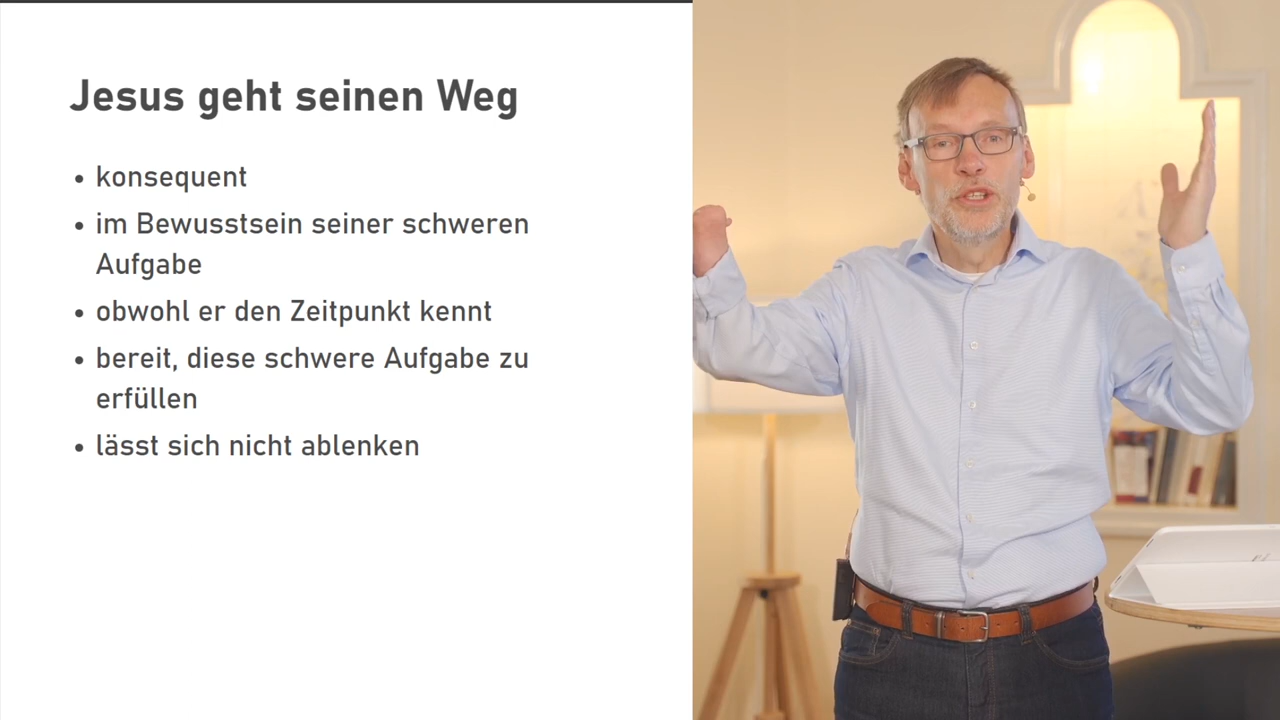 Jesus geht seinen Weg
• konsequent
• im Bewusstsein seiner schweren
Aufgabe
• obwohl er den Zeitpunkt kennt
• bereit, diese schwere Aufgabe zu
erfüllen
• lässt sich nicht ablenken